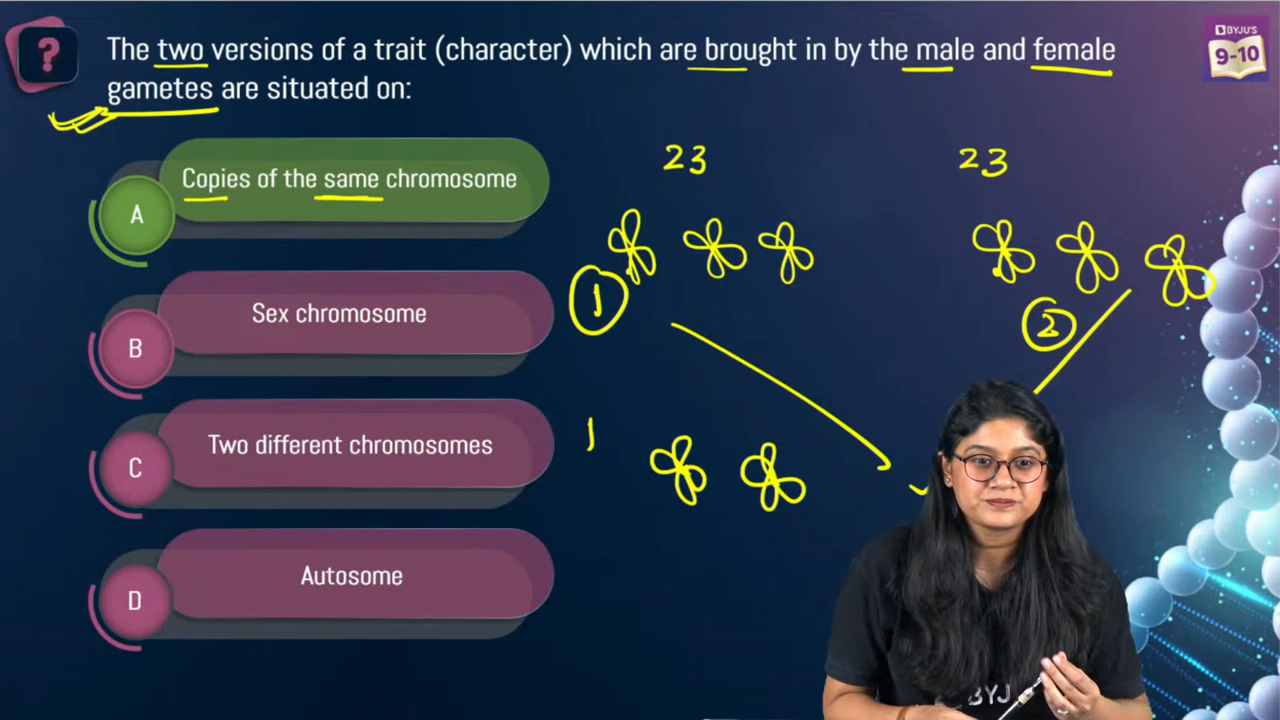 ?
The two versions of a trait (character) which are brought in by the male and female
gametes are situated on:
BYJU'S
9-10
A
Copies of the same chromosome
B
Sex chromosome
C
Two different chromosomes
D
Autosome
23
23
1
2
1
BYJ